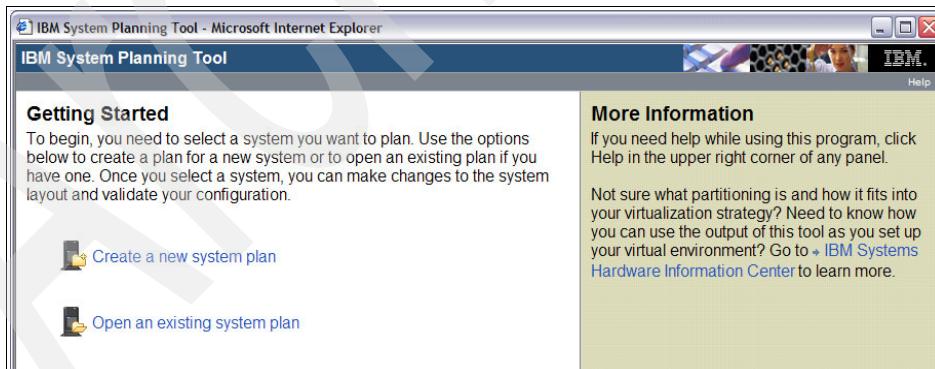 IBM System Planning Tool - Microsoft Internet Explorer
IBM System Planning Tool
IBM.
Help
Getting Started
To begin, you need to select a system you want to plan. Use the options
below to create a plan for a new system or to open an existing plan if you
have one. Once you select a system, you can make changes to the system
layout and validate your configuration.
Create a new system plan
Open an existing system plan
More Information
If you need help while using this program, click
Help in the upper right corner of any panel.
Not sure what partitioning is and how it fits into
your virtualization strategy? Need to know how
you can use the output of this tool as you set up
your virtual environment? Go to IBM Systems
Hardware Information Center to learn more.